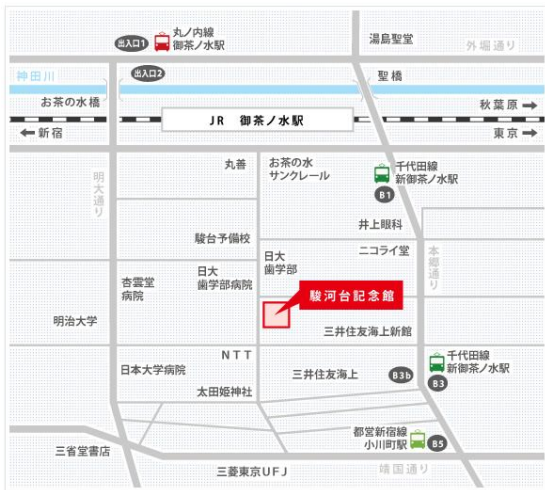 丸ノ内線
御茶ノ水駅
出入口1
出入口2
湯島聖堂
外堀通り
神田川
聖橋
お茶の水橋
秋葉原
JR 御茶ノ水駅
新宿
東京
明大通り
丸善
お茶の水
サンクレール
千代田線
新御茶ノ水駅
B1
井上眼科
駿台予備校
ニコライ堂
本郷通り
日大
歯学部
日大
歯学部病院
杏雲堂
病院
駿河台記念館
明治大学
三井住友海上新館
NTT
日本大学病院
三井住友海上
B3b
千代田線
新御茶ノ水駅
B3
太田姫神社
都営新宿線
小川町駅
B5
三省堂書店
三菱東京UFJ
靖国通り